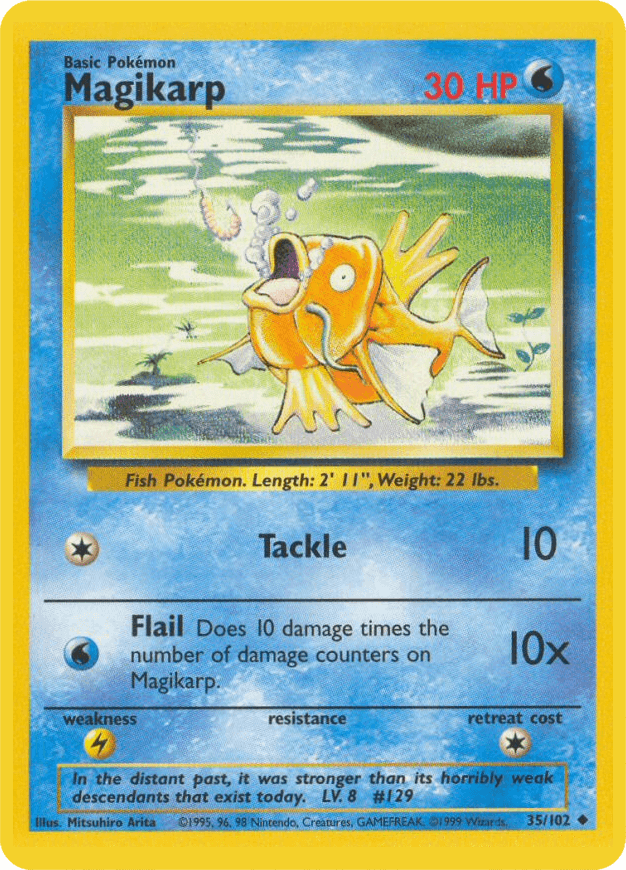 Basic Pokémon
Magikarp 30 HP
Fish Pokémon. Length: 2' 11", Weight: 22 lbs.
Tackle 10
Flail Does 10 damage times the
number of damage counters on
Magikarp.
10x
weakness resistance retreat cost
In the distant past, it was stronger than its horribly weak
descendants that exist today. LV. 8 #129
Illus. Mitsuhiro Arita ©1995, 96, 98 Nintendo, Creatures, GAMEFREAK. ©1999 Wizards. 35/102